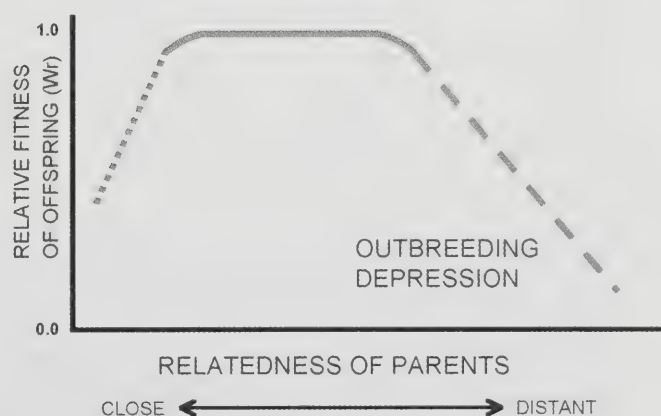 1.0
RELATIVE FITNESS
OF OFFSPRING (Wr)
OUTBREEDING
DEPRESSION
0.0
RELATEDNESS OF PARENTS
CLOSE DISTANT